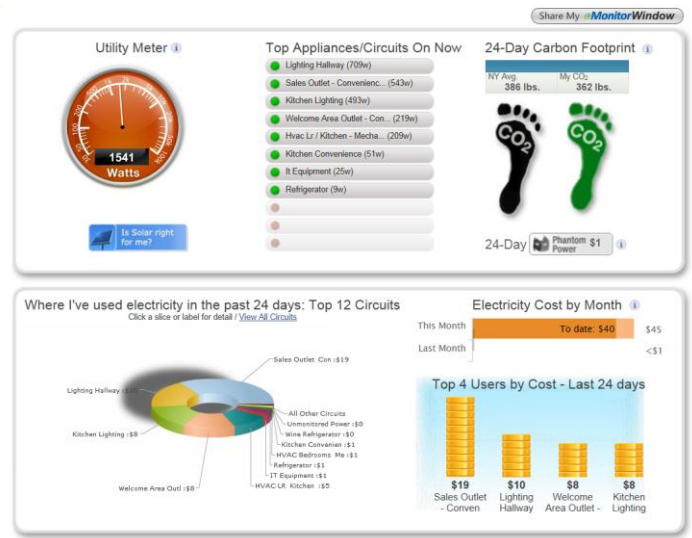 Share My eMonitorWindow
Utility Meter
1541
Watts
Is Solar right
for me?
Top Appliances/Circuits On Now
Lighting Hallway (709w)
Sales Outlet - Convenienc... (543w)
Kitchen Lighting (493w)
Welcome Area Outlet - Con... (219w)
Hvac Lr / Kitchen - Mecha... (209w)
Kitchen Convenience (51w)
It Equipment (25w)
Refrigerator (9w)
24-Day Carbon Footprint
NY Avg. My CO2
386 lbs. 362 lbs.
CO2 CO2
24-Day Phantom Power $1
Where I've used electricity in the past 24 days: Top 12 Circuits
Click a slice or label for detail / View All Circuits
Sales Outlet Con :$19
Lighting Hallway
Kitchen Lighting :$8
Welcome Area Outl :$8
All Other Circuits
Unmonitored Power :$0
Wine Refrigerator :$0
Kitchen Convenien :$1
HVAC Bedrooms Me :$1
Refrigerator :$1
IT Equipment :$1
HVAC LR Kitchen :$5
Electricity Cost by Month
This Month To date: $40 $45
Last Month <$1
Top 4 Users by Cost - Last 24 days
$19 $10 $8 $8
Sales Outlet Lighting Welcome Kitchen
- Conven Hallway Area Outlet - Lighting